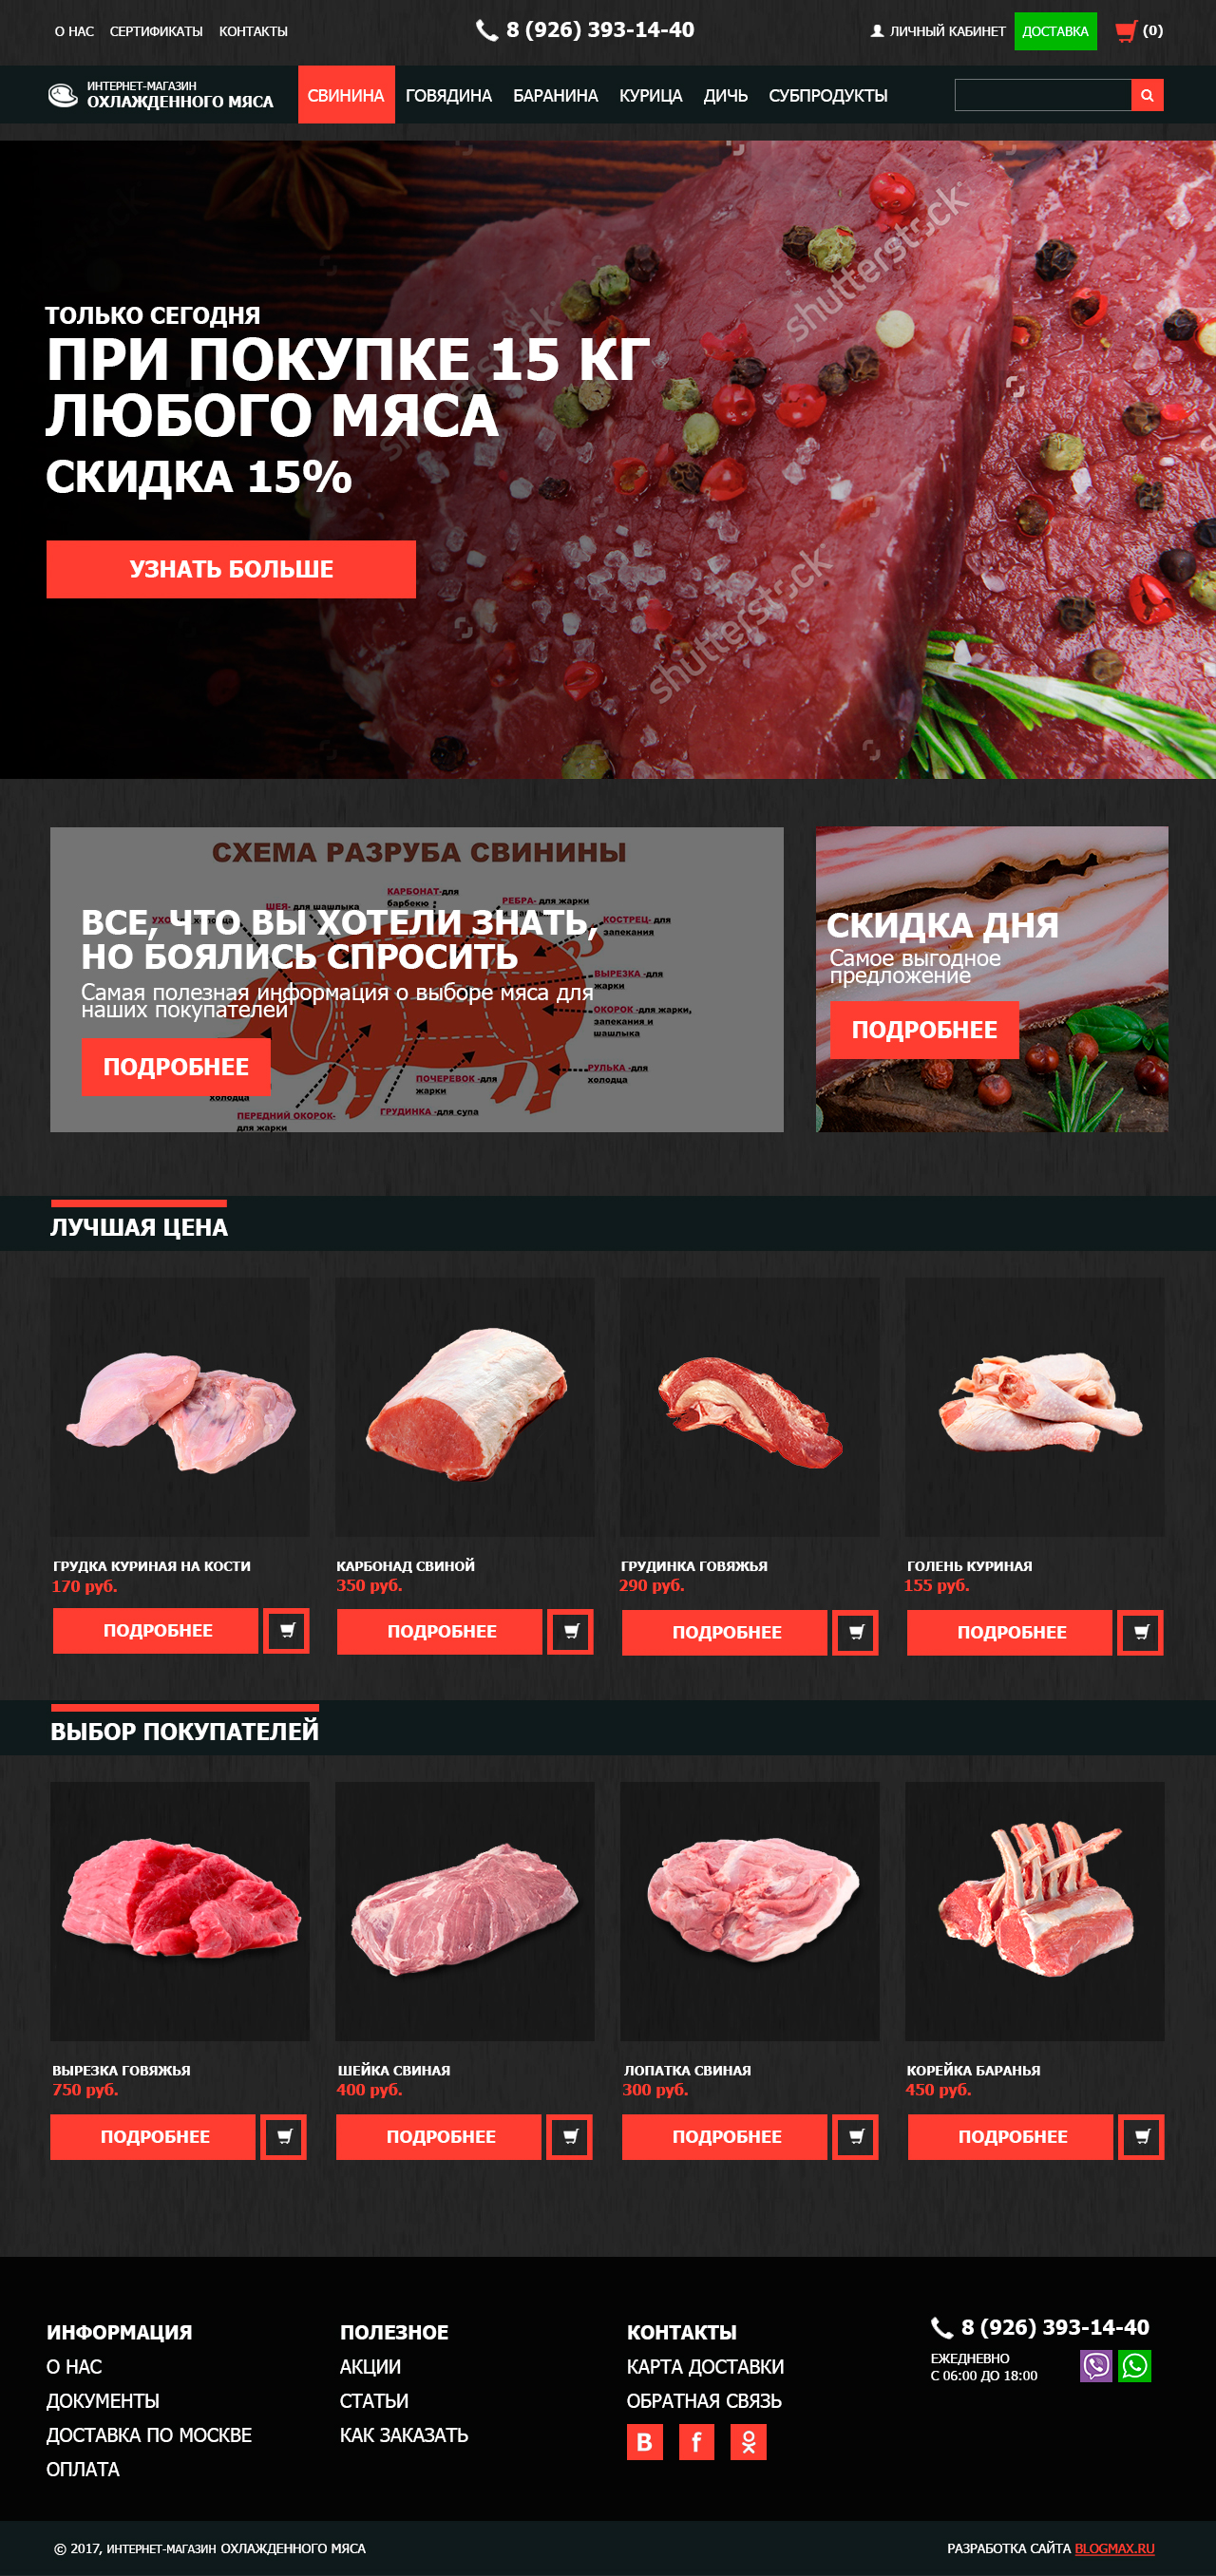 О НАС СЕРТИФИКАТЫ КОНТАКТЫ
8 (926) 393-14-40
ЛИЧНЫЙ КАБИНЕТ ДОСТАВКА (0)
ИНТЕРНЕТ-МАГАЗИН
ОХЛАЖДЕННОГО МЯСА
СВИНИНА ГОВЯДИНА БАРАНИНА КУРИЦА ДИЧЬ СУБПРОДУКТЫ
shutterstock
shutterstock
shutterstock
ТОЛЬКО СЕГОДНЯ
ПРИ ПОКУПКЕ 15 КГ
ЛЮБОГО МЯСА
СКИДКА 15%
УЗНАТЬ БОЛЬШЕ
СХЕМА РАЗРУБА СВИНИНЫ
КАРБОНАТ-для
барбекю
ШЕЯ- для шашлыка
РЕБРА- для жарки
КОСТРЕЦ- для
запекания
ВЫРЕЗКА -для
жарки
ОКОРОК -для жарки,
запекания и
шашлыка
РУЛЬКА -для
холодца
ПОЧЕРЕВОК -для
жарки
ГРУДИНКА -для супа
ПЕРЕДНИЙ ОКОРОК-
для жарки
холодца
ВСЕ, ЧТО ВЫ ХОТЕЛИ ЗНАТЬ,
НО БОЯЛИСЬ СПРОСИТЬ
Самая полезная информация о выборе мяса для
наших покупателей
ПОДРОБНЕЕ
СКИДКА ДНЯ
Самое выгодное
предложение
ПОДРОБНЕЕ
ЛУЧШАЯ ЦЕНА
ГРУДКА КУРИНАЯ НА КОСТИ
170 руб.
ПОДРОБНЕЕ
КАРБОНАД СВИНОЙ
350 руб.
ПОДРОБНЕЕ
ГРУДИНКА ГОВЯЖЬЯ
290 руб.
ПОДРОБНЕЕ
ГОЛЕНЬ КУРИНАЯ
155 руб.
ПОДРОБНЕЕ
ВЫБОР ПОКУПАТЕЛЕЙ
ВЫРЕЗКА ГОВЯЖЬЯ
750 руб.
ПОДРОБНЕЕ
ШЕЙКА СВИНАЯ
400 руб.
ПОДРОБНЕЕ
ЛОПАТКА СВИНАЯ
300 руб.
ПОДРОБНЕЕ
КОРЕЙКА БАРАНЬЯ
450 руб.
ПОДРОБНЕЕ
ИНФОРМАЦИЯ
О НАС
ДОКУМЕНТЫ
ДОСТАВКА ПО МОСКВЕ
ОПЛАТА
ПОЛЕЗНОЕ
АКЦИИ
СТАТЬИ
КАК ЗАКАЗАТЬ
КОНТАКТЫ
КАРТА ДОСТАВКИ
ОБРАТНАЯ СВЯЗЬ
В f
8 (926) 393-14-40
ЕЖЕДНЕВНО
С 06:00 ДО 18:00
© 2017, ИНТЕРНЕТ-МАГАЗИН ОХЛАЖДЕННОГО МЯСА
РАЗРАБОТКА САЙТА BLOGMAX.RU